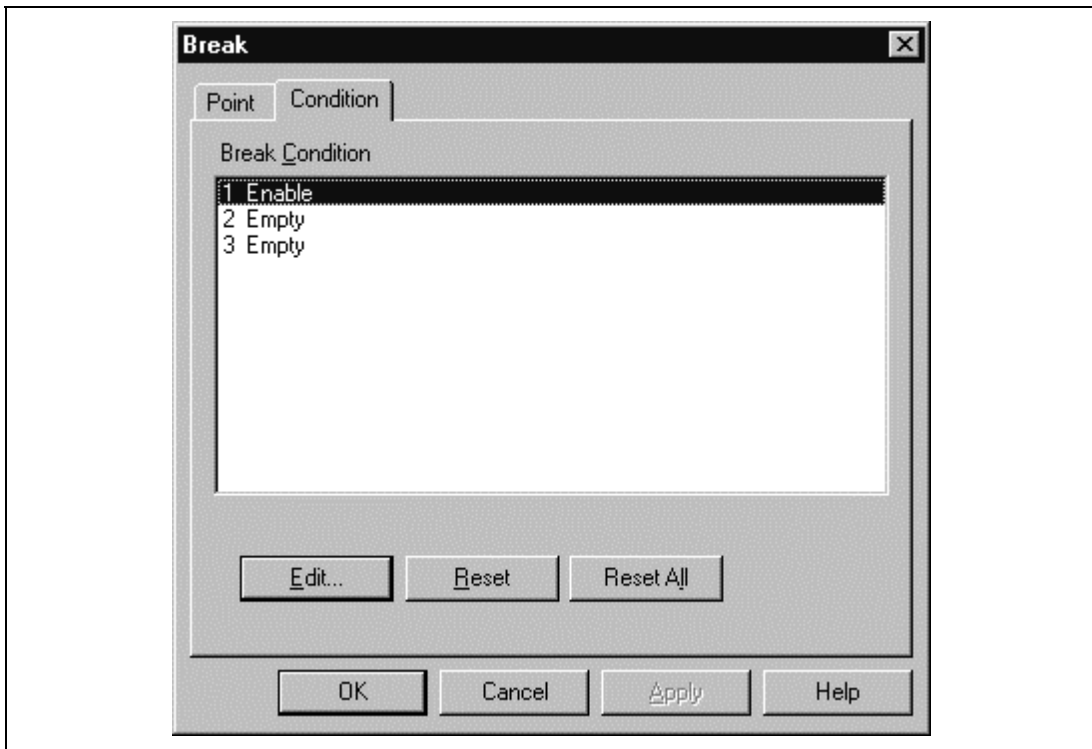 Break
Point Condition
Break Condition
1 Enable
2 Empty
3 Empty
Edit... Reset Reset All
OK Cancel Apply Help